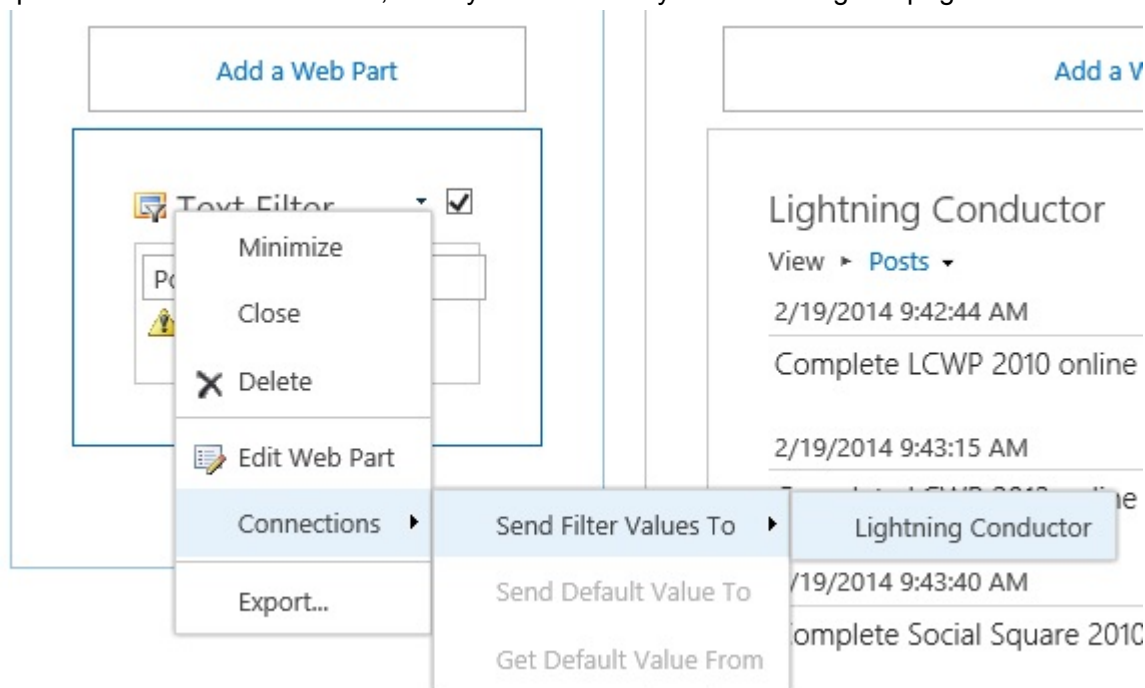 Add a Web Part
Add a W
Text Filter
Minimize
Close
Delete
Edit Web Part
Connections
Export...
Send Filter Values To
Send Default Value To
Get Default Value From
Lightning Conductor
Lightning Conductor
View ▸ Posts
2/19/2014 9:42:44 AM
Complete LCWP 2010 online
2/19/2014 9:43:15 AM
/19/2014 9:43:40 AM
omplete Social Square 2010